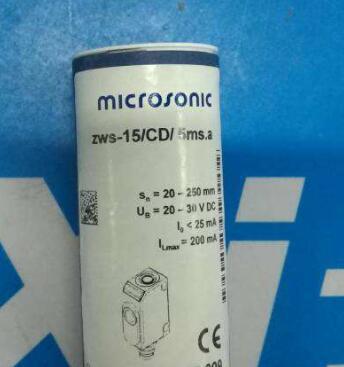 microsonic
zws-15/CD/5ms.a
sn = 20 – 250 mm
UB = 20 – 30 V DC
I0 < 25 mA
ILmax = 200 mA
CE